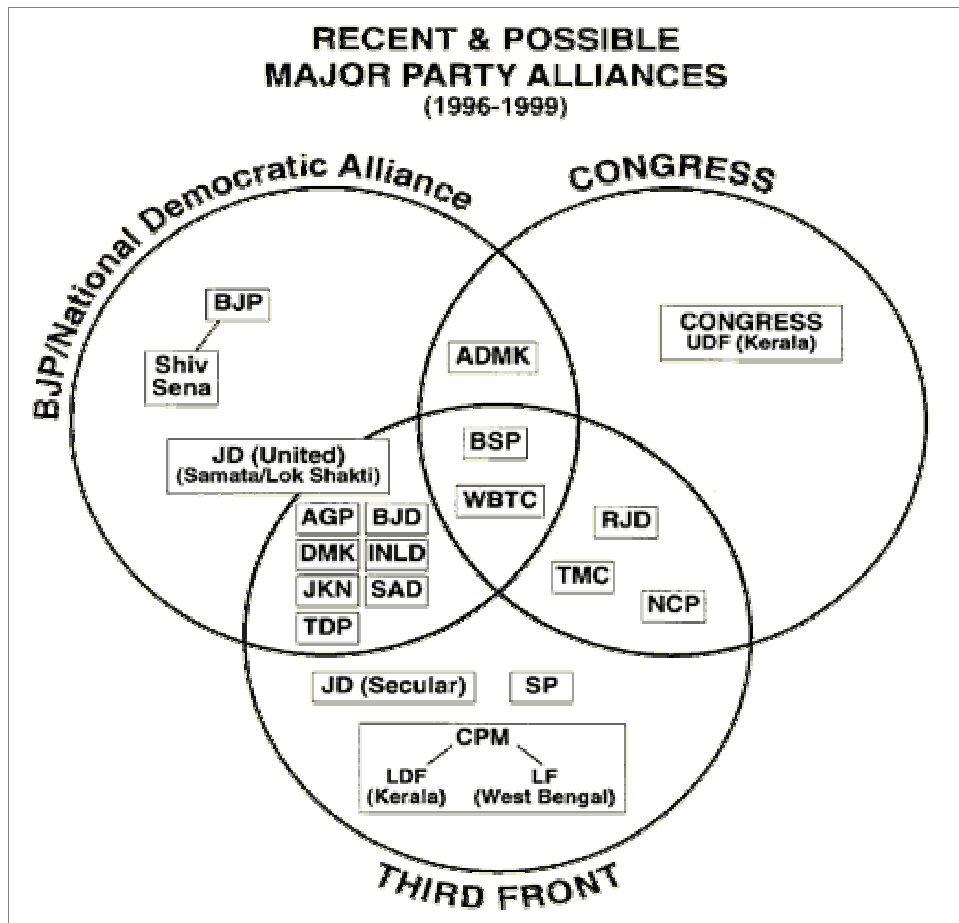 RECENT & POSSIBLE
MAJOR PARTY ALLIANCES
(1996-1999)
BJP/National Democratic Alliance
CONGRESS
BJP
Shiv
Sena
ADMK
CONGRESS
UDF (Kerala)
JD (United)
(Samata/Lok Shakti)
BSP
WBTC
AGP BJD
DMK INLD
JKN SAD
TDP
RJD
TMC
NCP
JD (Secular) SP
CPM
LDF LF
(Kerala) (West Bengal)
THIRD FRONT